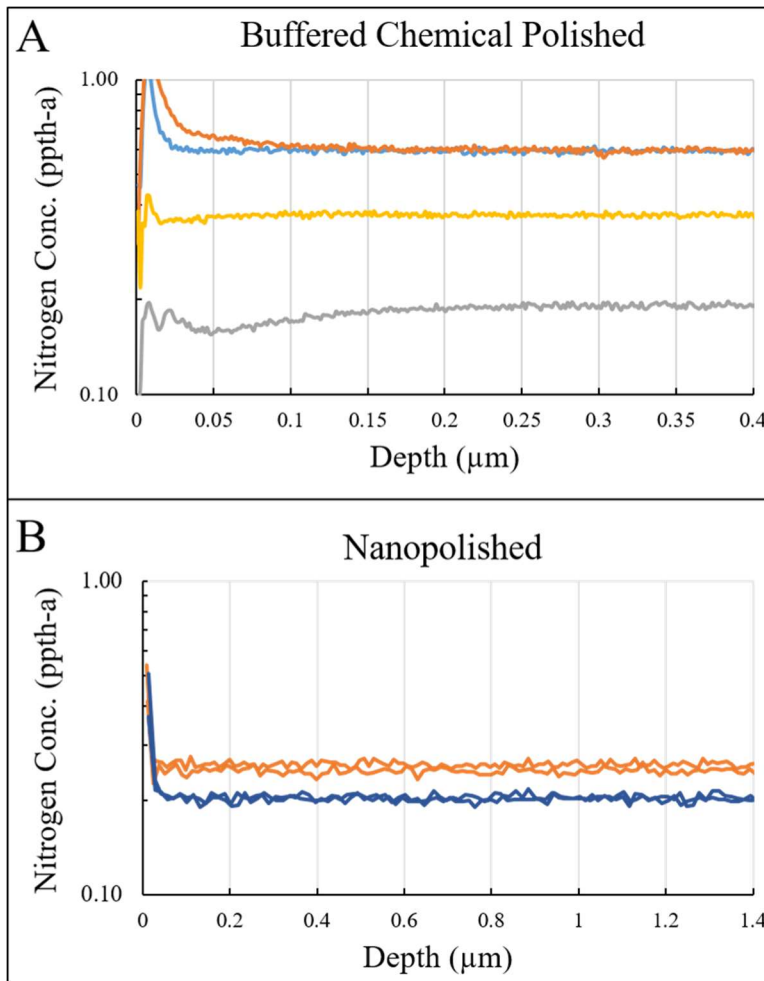 A
Buffered Chemical Polished
1.00
0.10
Nitrogen Conc. (ppth-a)
0 0.05 0.1 0.15 0.2 0.25 0.3 0.35 0.4
Depth (µm)
B
Nanopolished
1.00
0.10
Nitrogen Conc. (ppth-a)
0 0.2 0.4 0.6 0.8 1 1.2 1.4
Depth (µm)